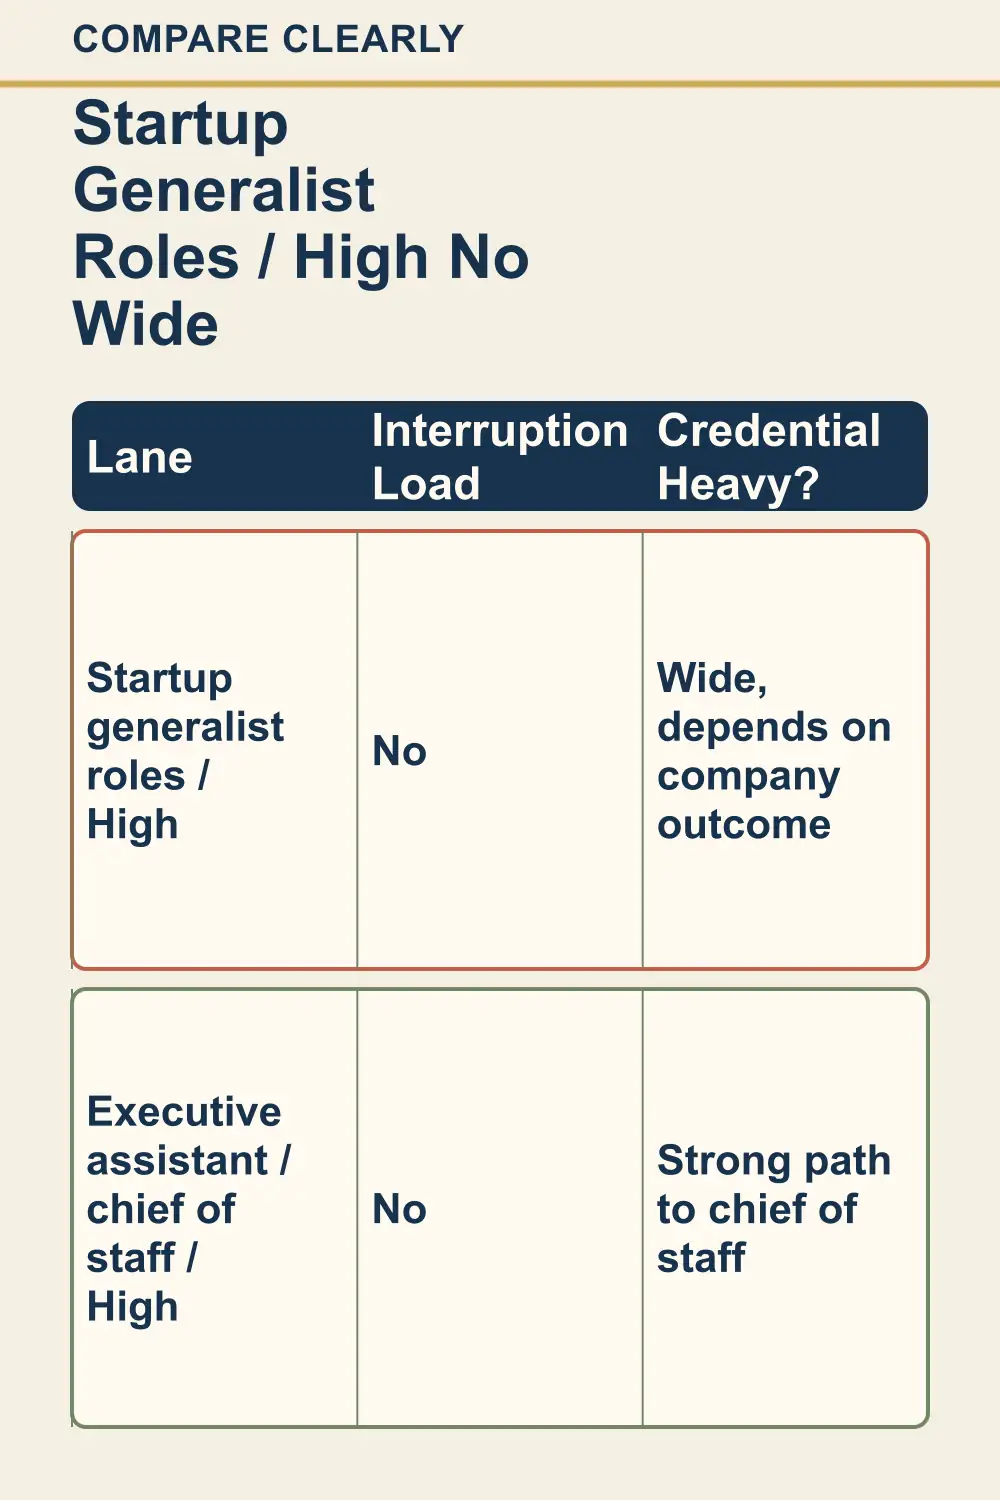 COMPARE CLEARLY
Startup
Generalist
Roles / High No
Wide
Lane
Interruption
Load
Credential
Heavy?
Startup
generalist
roles /
High
No
Wide,
depends on
company
outcome
Executive
assistant /
chief of
staff /
High
No
Strong path
to chief of
staff